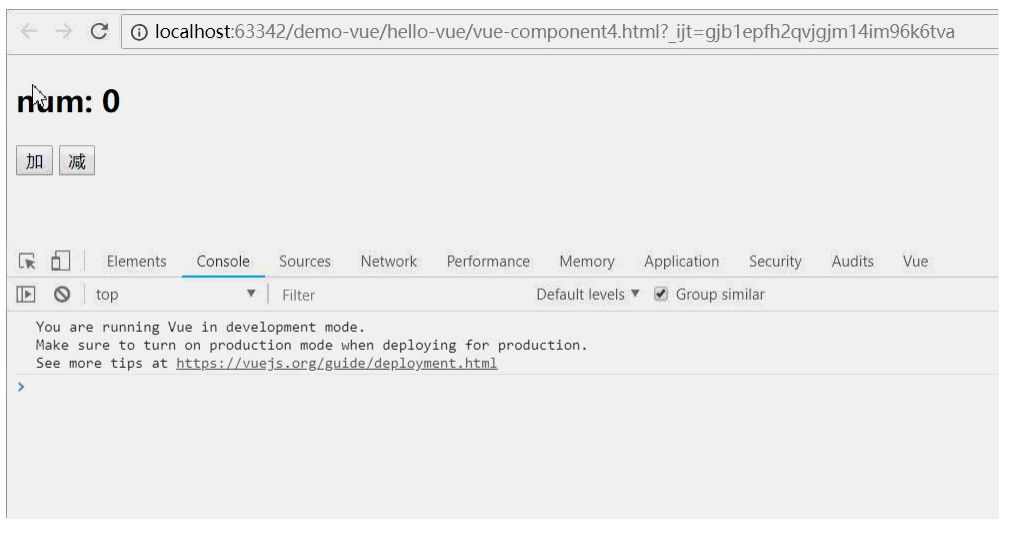 localhost:63342/demo-vue/hello-vue/vue-component4.html?_ijt=gjb1epfh2qvjgjm14im96k6tva
num: 0
加 减
Elements Console Sources Network Performance Memory Application Security Audits Vue
top Filter Default levels Group similar
You are running Vue in development mode.
Make sure to turn on production mode when deploying for production.
See more tips at https://vuejs.org/guide/deployment.html